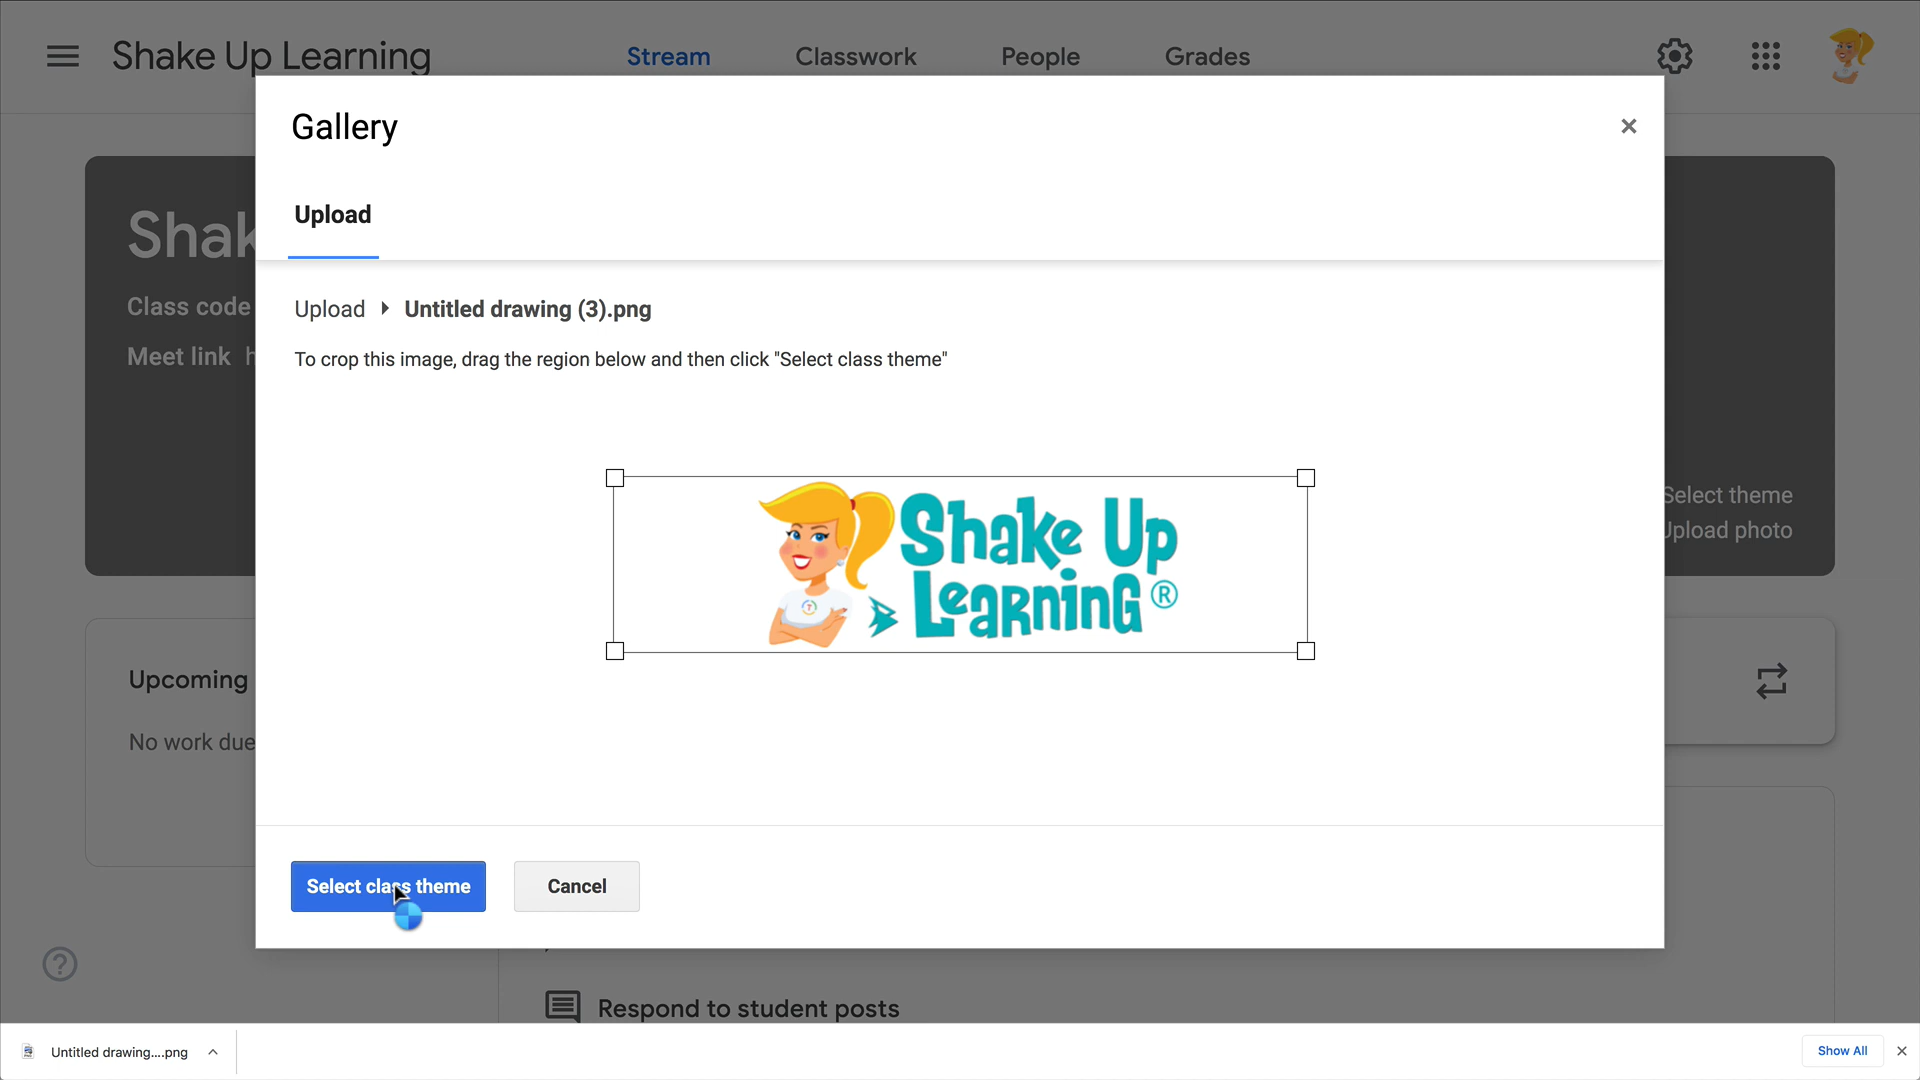 Shake Up Learning
Stream
Classwork
People
Grades
Gallery
×
Upload
Shak
Class code
Meet link h
Upload Untitled drawing (3).png
To crop this image, drag the region below and then click "Select class theme"
Shake Up
Learning®
Select theme
Upload photo
Upcoming
No work due
Select class theme
Cancel
?
Respond to student posts
Untitled drawing....png
Show All